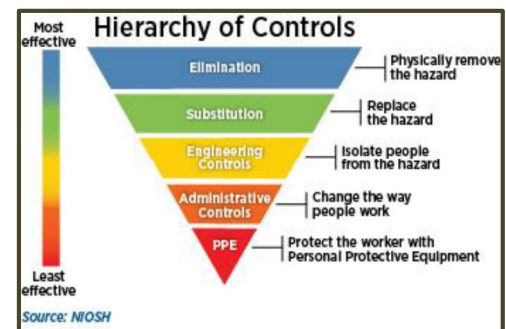 Hierarchy of Controls
Most
effective
Elimination
Physically remove
the hazard
Substitution
Replace
the hazard
Engineering
Controls
Isolate people
from the hazard
Administrative
Controls
Change the way
people work
PPE
Protect the worker with
Personal Protective Equipment
Least
effective
Source: NIOSH